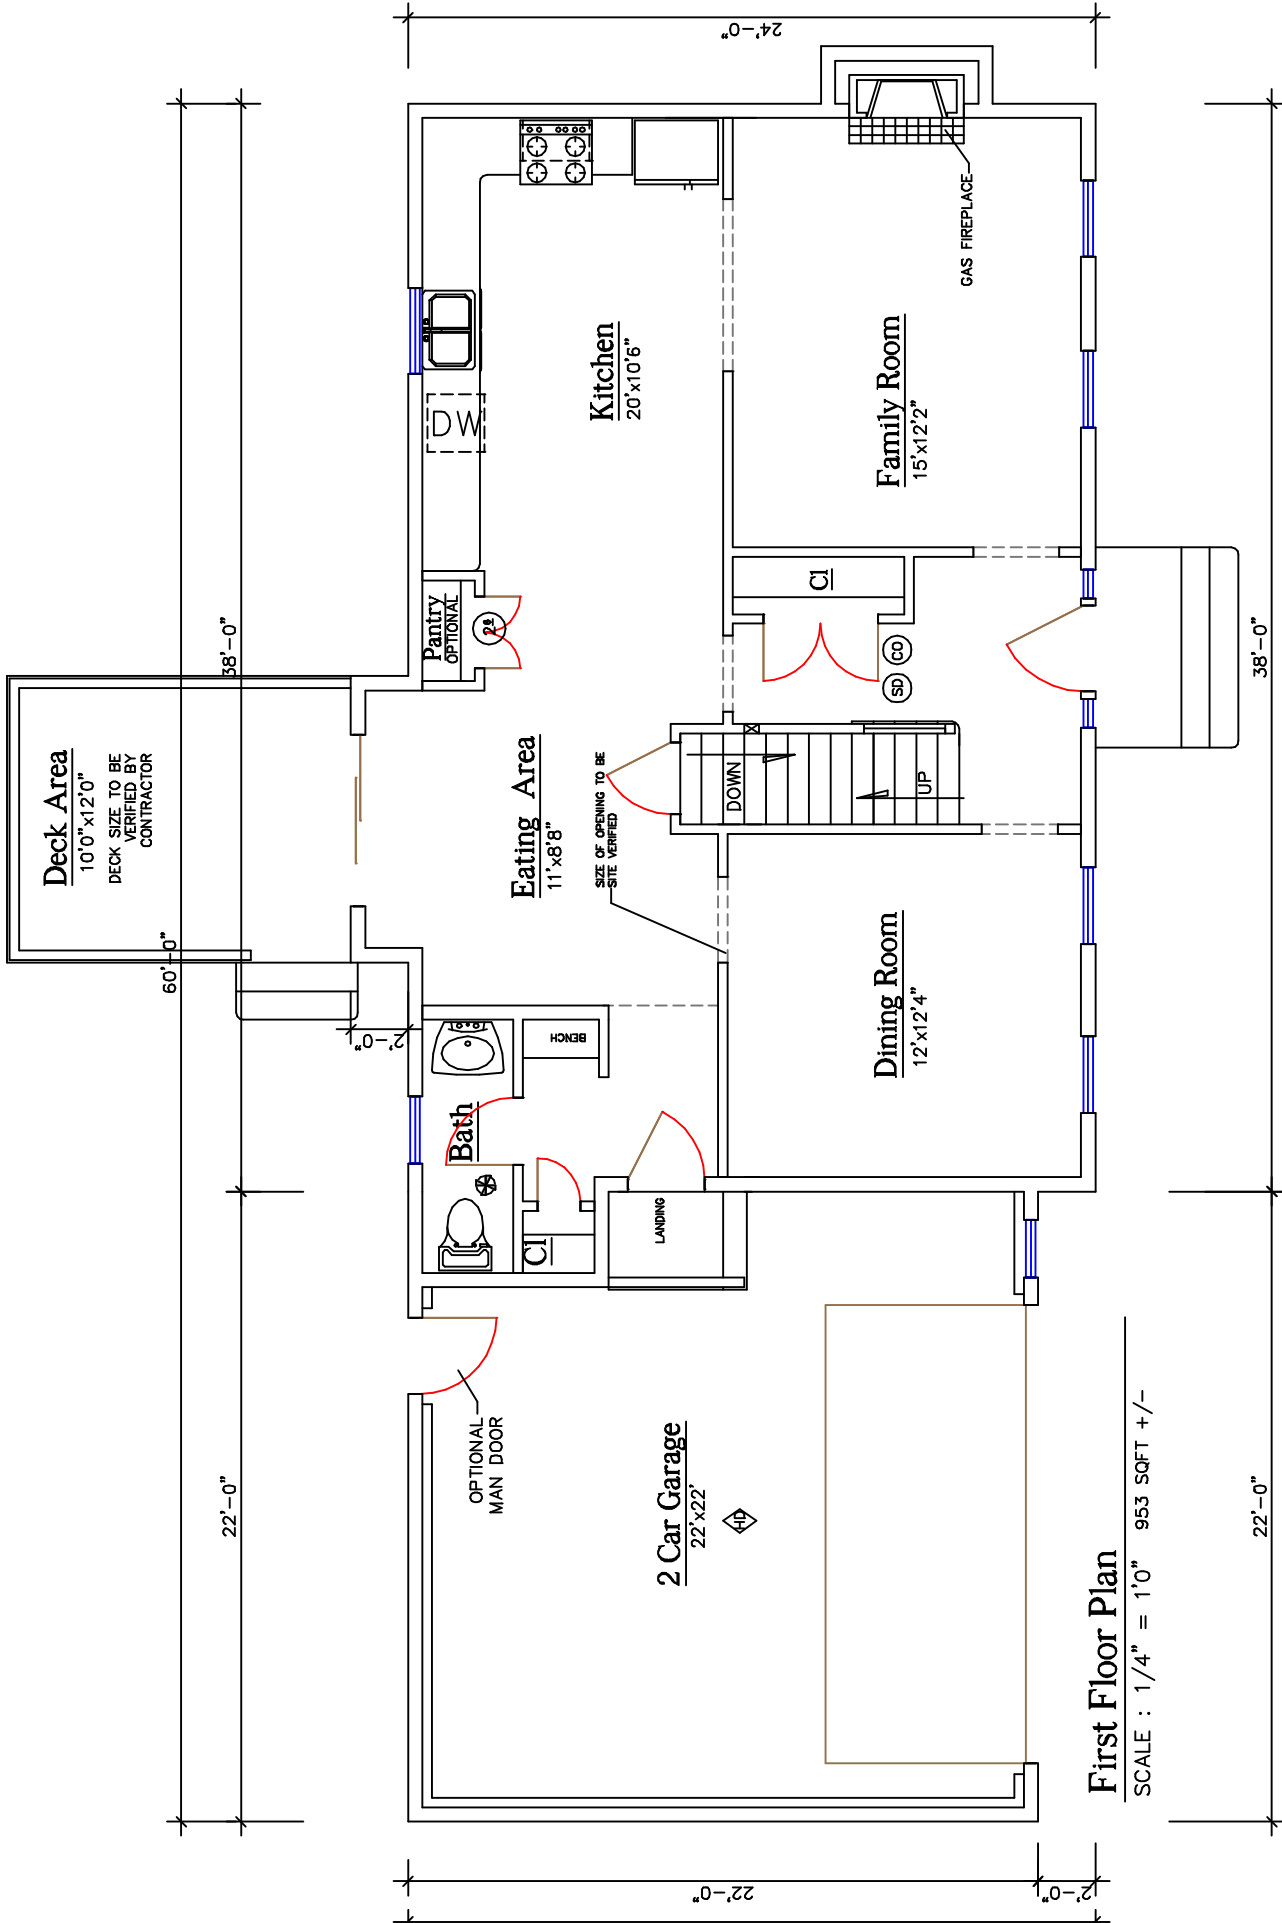 Deck Area
10'0"x12'0"
DECK SIZE TO BE
VERIFIED BY
CONTRACTOR
60'-0"
38'-0"
22'-0"
24'-0"
2'-0"
Pantry
OPTIONAL
DW
Kitchen
20'x10'6"
Eating Area
11'x8'8"
SIZE OF OPENING TO BE
SITE VERIFIED
Bath
BENCH
Cl
LANDING
OPTIONAL
MAN DOOR
2 Car Garage
22'x22'
HD
Dining Room
12'x12'4"
DOWN
UP
Cl
CO
SD
Family Room
15'x12'2"
GAS FIREPLACE
38'-0"
22'-0"
22'-0"
2'-0"
First Floor Plan
SCALE : 1/4" = 1'0" 953 SQFT +/-